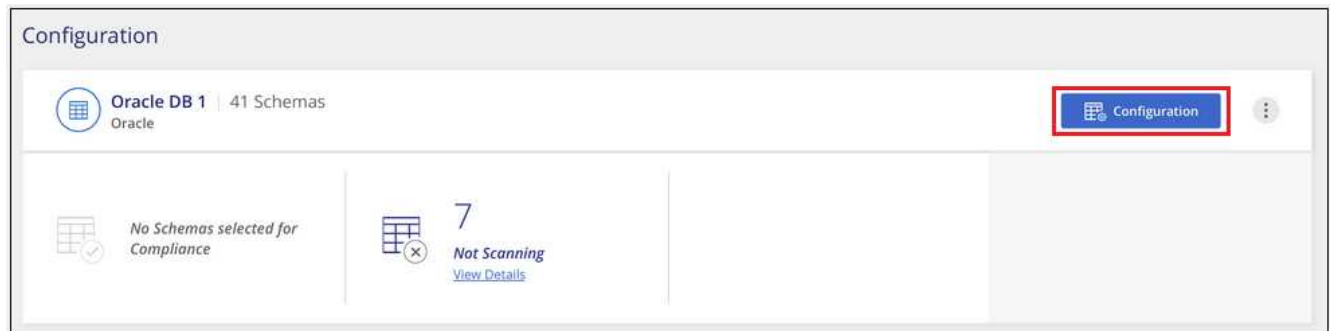 Configuration
Oracle DB 1 | 41 Schemas
Oracle
Configuration
No Schemas selected for
Compliance
7
Not Scanning
View Details